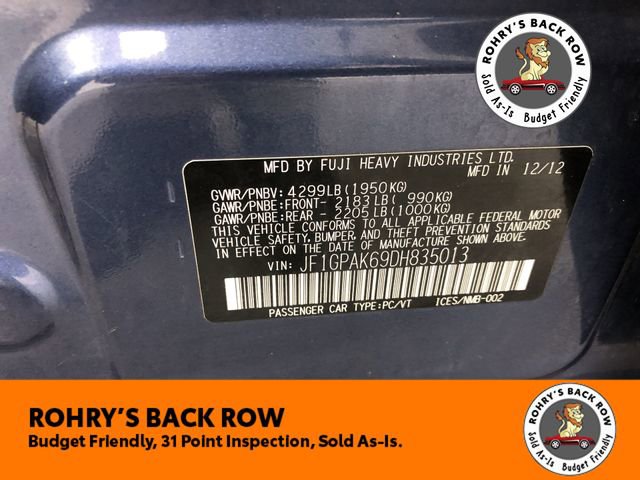 ROHRY'S BACK ROW
Sold As-Is Budget Friendly
MFD BY FUJI HEAVY INDUSTRIES LTD.
MFD IN 12/12
GVWR/PNBV: 4299LB(1950KG)
GAWR/PNBE:FRONT- 2183LB( 990KG)
GAWR/PNBE:REAR - 2205LB(1000KG)
THIS VEHICLE CONFORMS TO ALL APPLICABLE FEDERAL MOTOR
VEHICLE SAFETY, BUMPER, AND THEFT PREVENTION STANDARDS
IN EFFECT ON THE DATE OF MANUFACTURE SHOWN ABOVE.
VIN: JF1GPAK69DH835013
PASSENGER CAR TYPE:PC/VT ICES/NMB-002
ROHRY'S BACK ROW
Budget Friendly, 31 Point Inspection, Sold As-Is.
ROHRY'S BACK ROW
Sold As-Is Budget Friendly